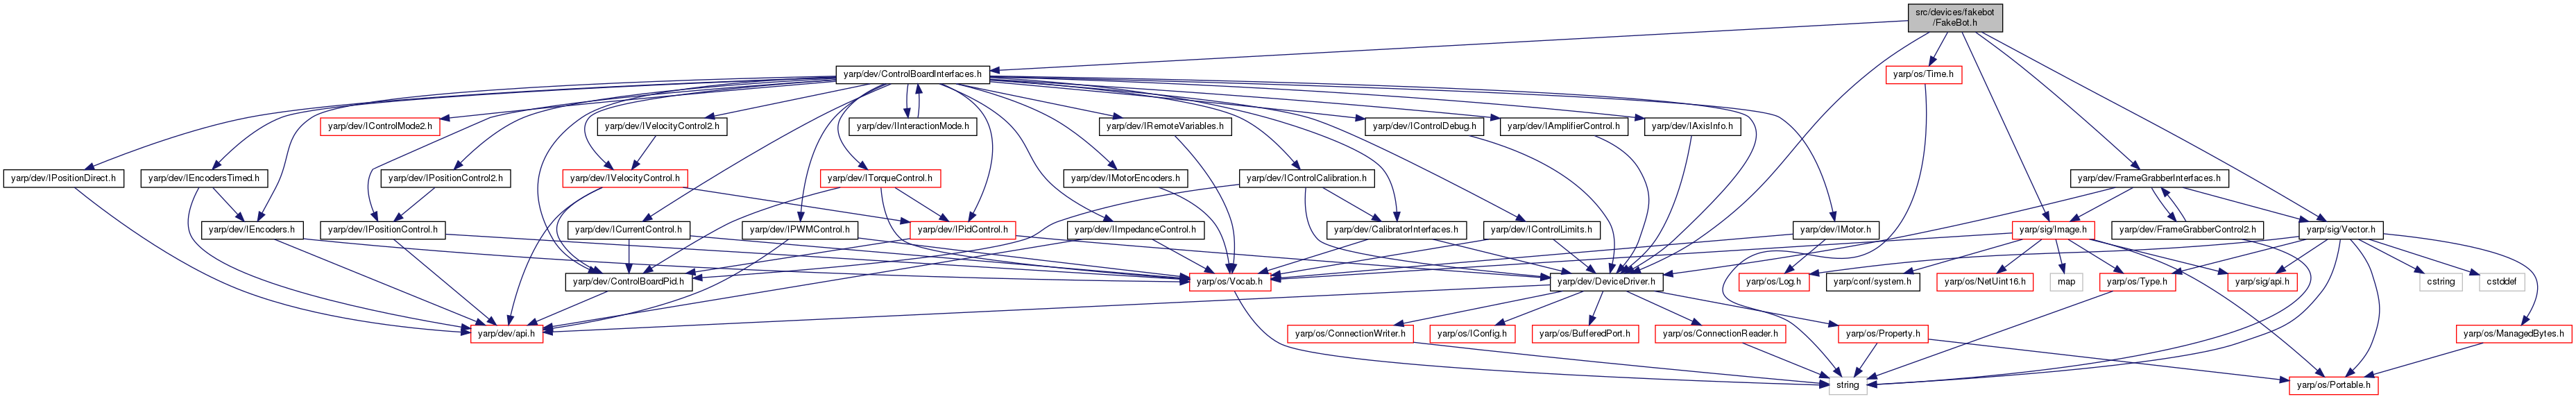 src/devices/fakebot
/FakeBot.h
yarp/dev/ControlBoardInterfaces.h
yarp/os/Time.h
yarp/dev/IControlMode2.h
yarp/dev/IVelocityControl2.h
yarp/dev/IInteractionMode.h
yarp/dev/IRemoteVariables.h
yarp/dev/IControlDebug.h
yarp/dev/IAmplifierControl.h
yarp/dev/IAxisInfo.h
yarp/dev/IPositionDirect.h
yarp/dev/IEncodersTimed.h
yarp/dev/IPositionControl2.h
yarp/dev/IVelocityControl.h
yarp/dev/ITorqueControl.h
yarp/dev/IMotorEncoders.h
yarp/dev/IControlCalibration.h
yarp/dev/FrameGrabberInterfaces.h
yarp/dev/IEncoders.h
yarp/dev/IPositionControl.h
yarp/dev/ICurrentControl.h
yarp/dev/IPWMControl.h
yarp/dev/IPidControl.h
yarp/dev/IImpedanceControl.h
yarp/dev/CalibratorInterfaces.h
yarp/dev/IControlLimits.h
yarp/dev/IMotor.h
yarp/sig/Image.h
yarp/dev/FrameGrabberControl2.h
yarp/sig/Vector.h
yarp/dev/ControlBoardPid.h
yarp/os/Vocab.h
yarp/dev/DeviceDriver.h
yarp/os/Log.h
yarp/conf/system.h
yarp/os/NetUint16.h
map
yarp/os/Type.h
yarp/sig/api.h
cstring
cstddef
yarp/dev/api.h
yarp/os/ConnectionWriter.h
yarp/os/IConfig.h
yarp/os/BufferedPort.h
yarp/os/ConnectionReader.h
yarp/os/Property.h
yarp/os/ManagedBytes.h
string
yarp/os/Portable.h